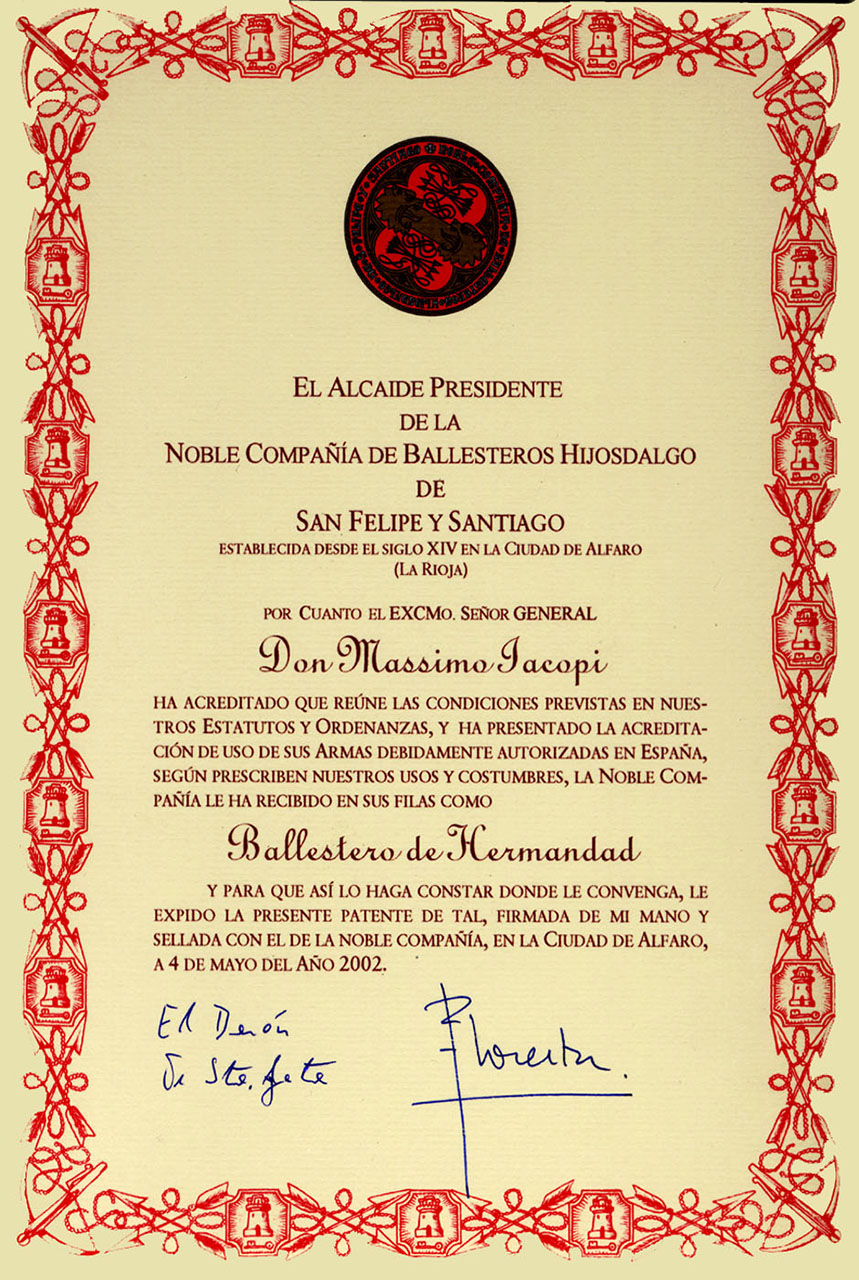 El Alcaide Presidente
de la
Noble Compañía de Ballesteros Hijosdalgo
de
San Felipe y Santiago
establecida desde el siglo XIV en la Ciudad de Alfaro
(La Rioja)
por Cuanto el EXCMo. Señor GENERAL
Don Massimo Iacopi
ha acreditado que reúne las condiciones previstas en nues-
tros Estatutos y Ordenanzas, y ha presentado la acredita-
ción de uso de sus Armas debidamente autorizadas en España,
según prescriben nuestros usos y costumbres, la Noble Com-
pañía le ha recibido en sus filas como
Ballestero de Hermandad
y para que así lo haga constar donde le convenga, le
expido la presente patente de tal, firmada de mi mano y
sellada con el de la noble compañía, en la Ciudad de Alfaro,
a 4 de mayo del Año 2002.
El